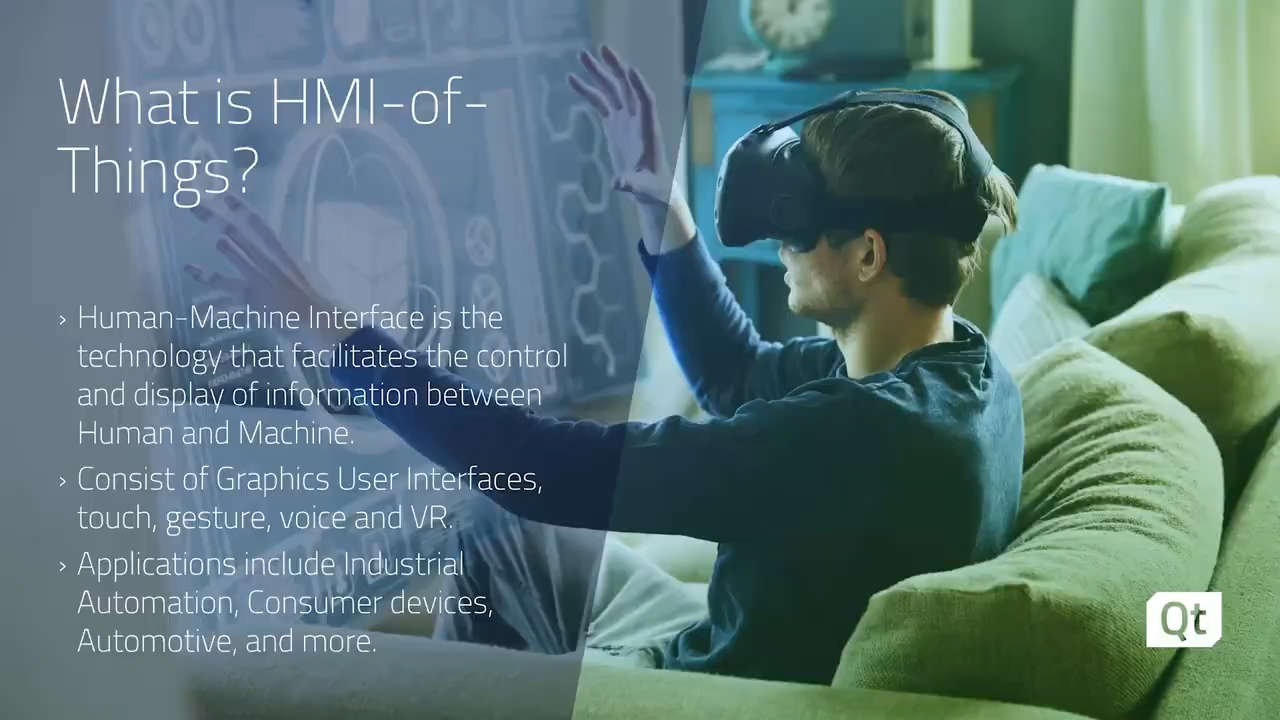 What is HMI-of-
Things?
› Human-Machine Interface is the
technology that facilitates the control
and display of information between
Human and Machine.
› Consist of Graphics User Interfaces,
touch, gesture, voice and VR.
› Applications include Industrial
Automation, Consumer devices,
Automotive, and more.
Qt